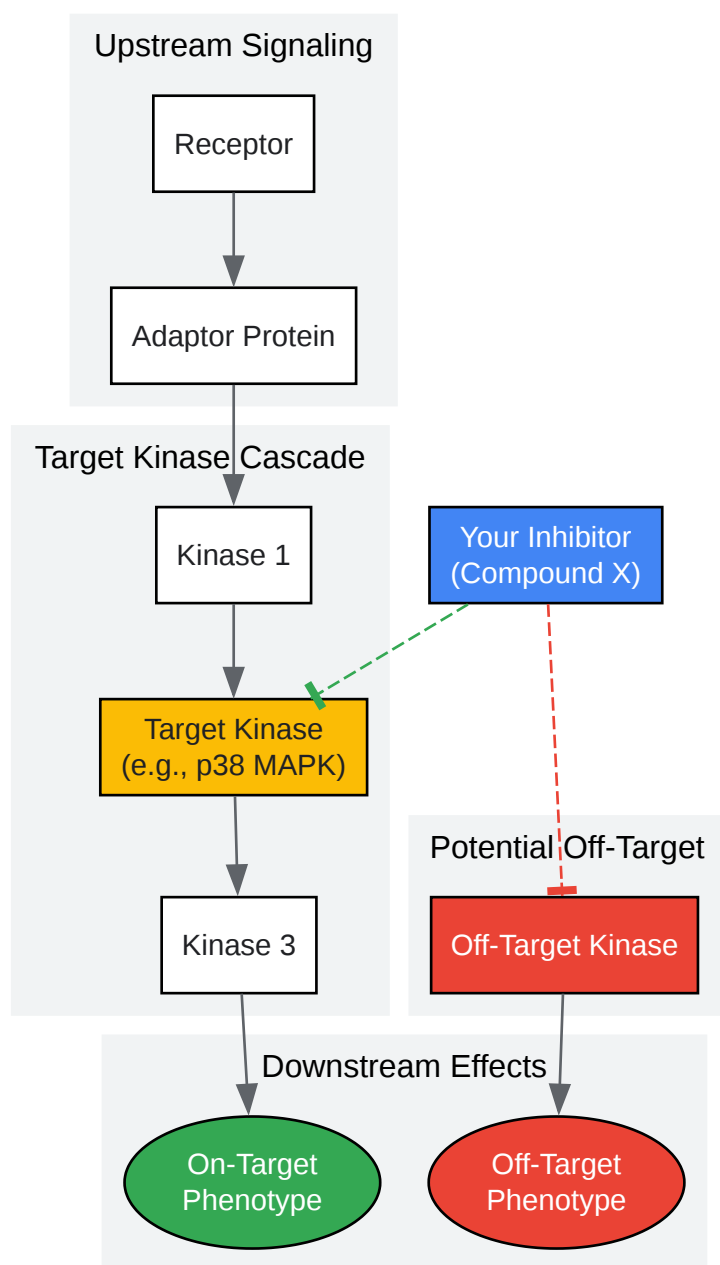 Upstream Signaling
Receptor
Adaptor Protein
Target Kinase Cascade
Kinase 1
Your Inhibitor
(Compound X)
Target Kinase
(e.g., p38 MAPK)
Potential Off-Target
Kinase 3
Off-Target Kinase
Downstream Effects
On-Target
Phenotype
Off-Target
Phenotype